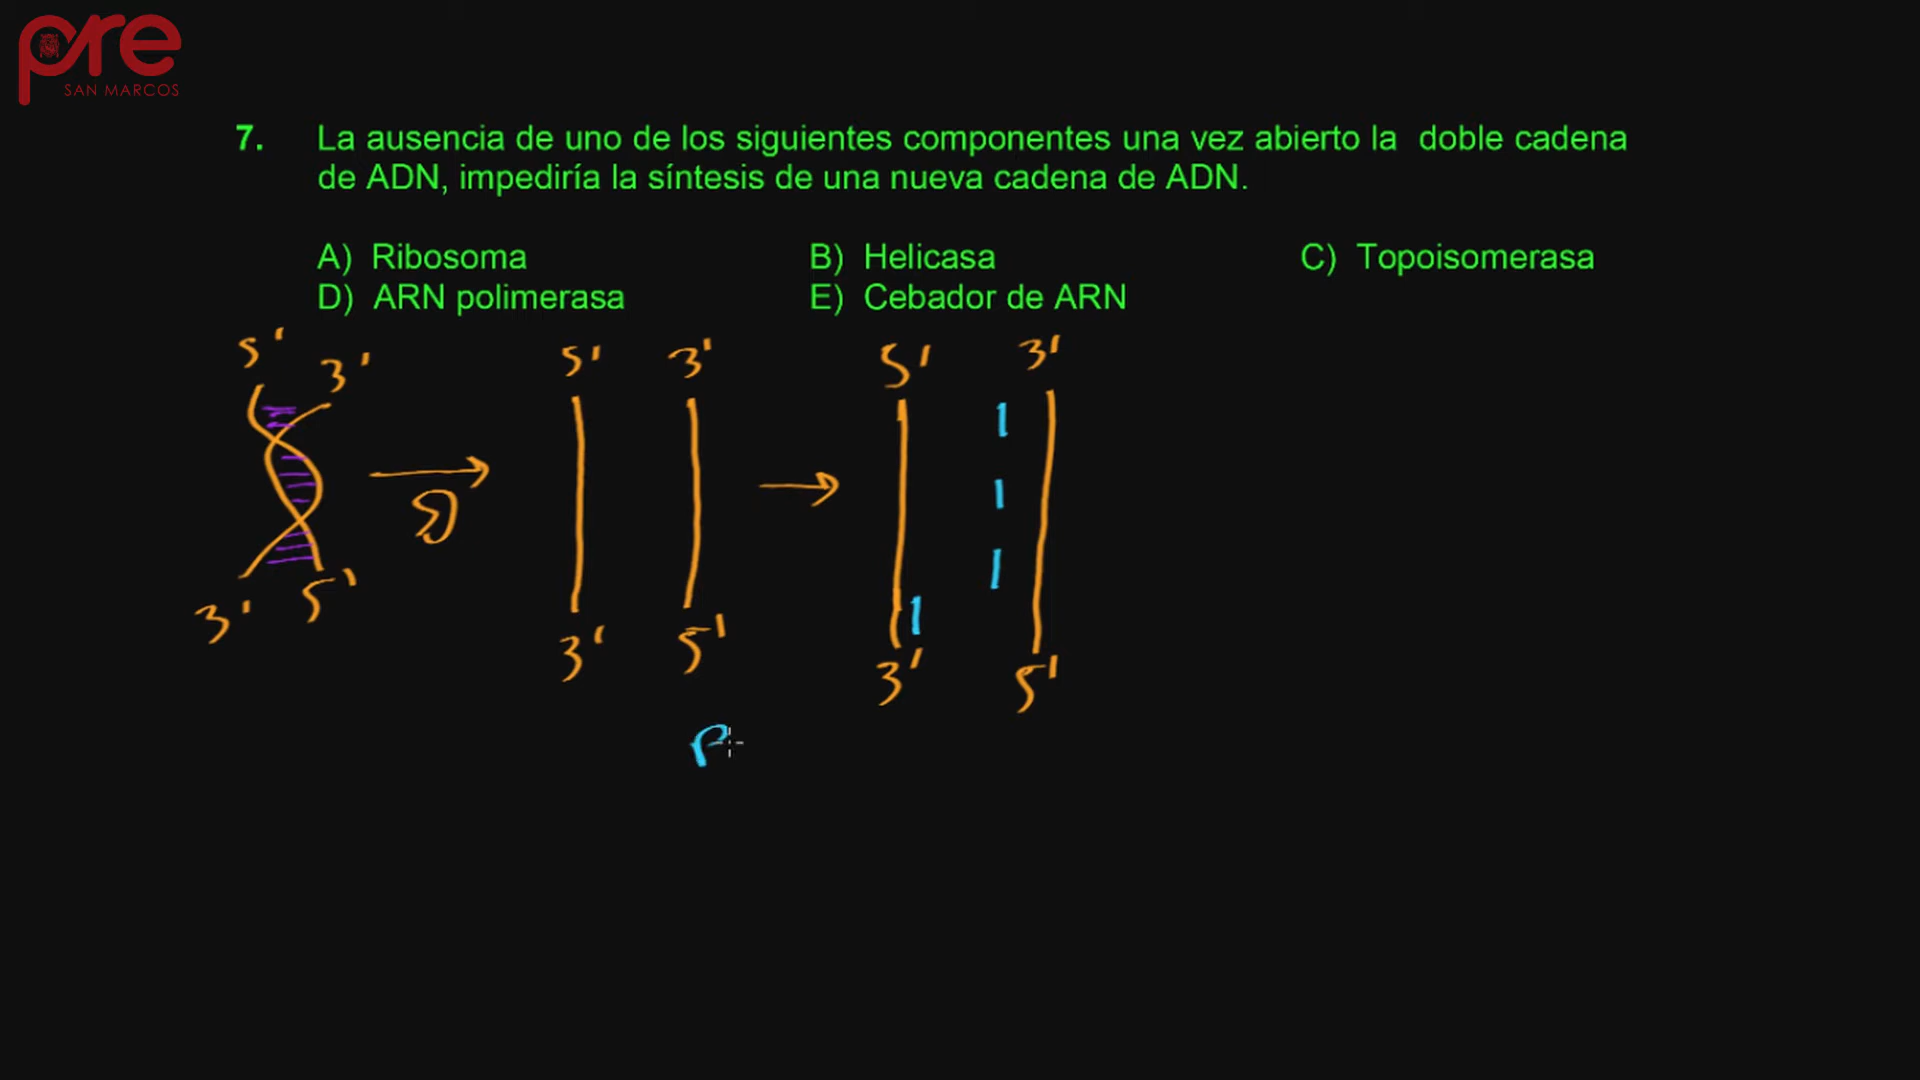 pre
SAN MARCOS
7. La ausencia de uno de los siguientes componentes una vez abierto la doble cadena
de ADN, impediría la síntesis de una nueva cadena de ADN.
A) Ribosoma B) Helicasa C) Topoisomerasa
D) ARN polimerasa E) Cebador de ARN
5' 3' 5' 3' 5' 3'
3' 5' 3' 5' 3' 5'